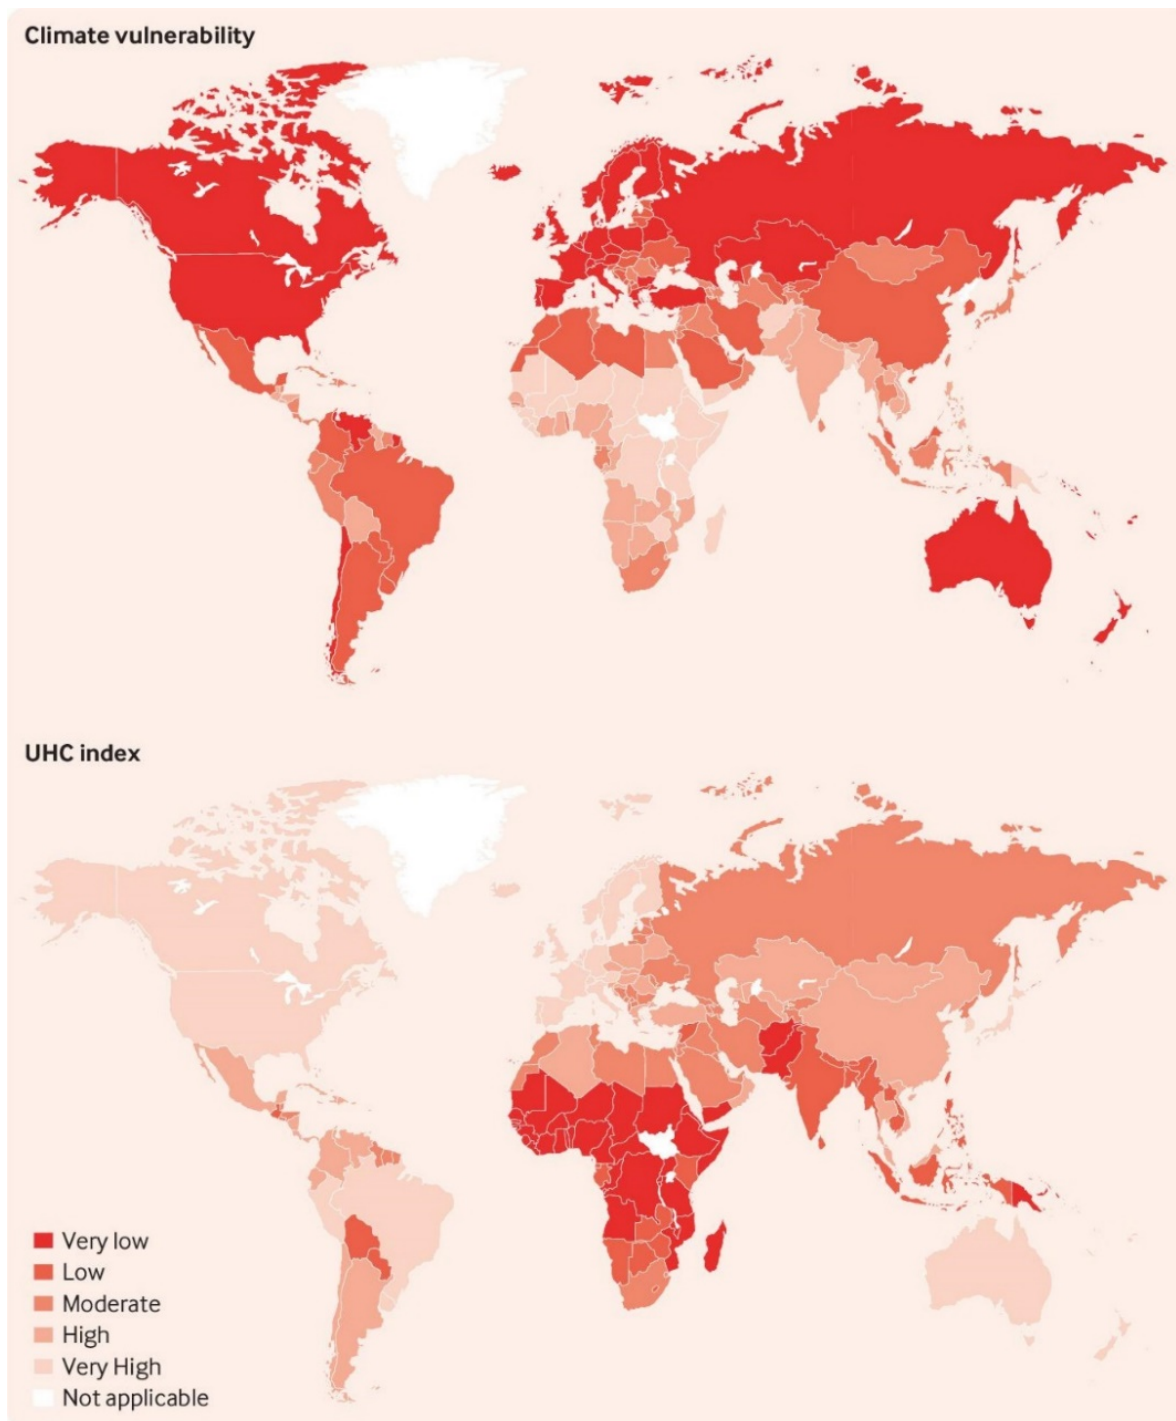 Climate vulnerability
UHC index
Very low
Low
Moderate
High
Very High
Not applicable